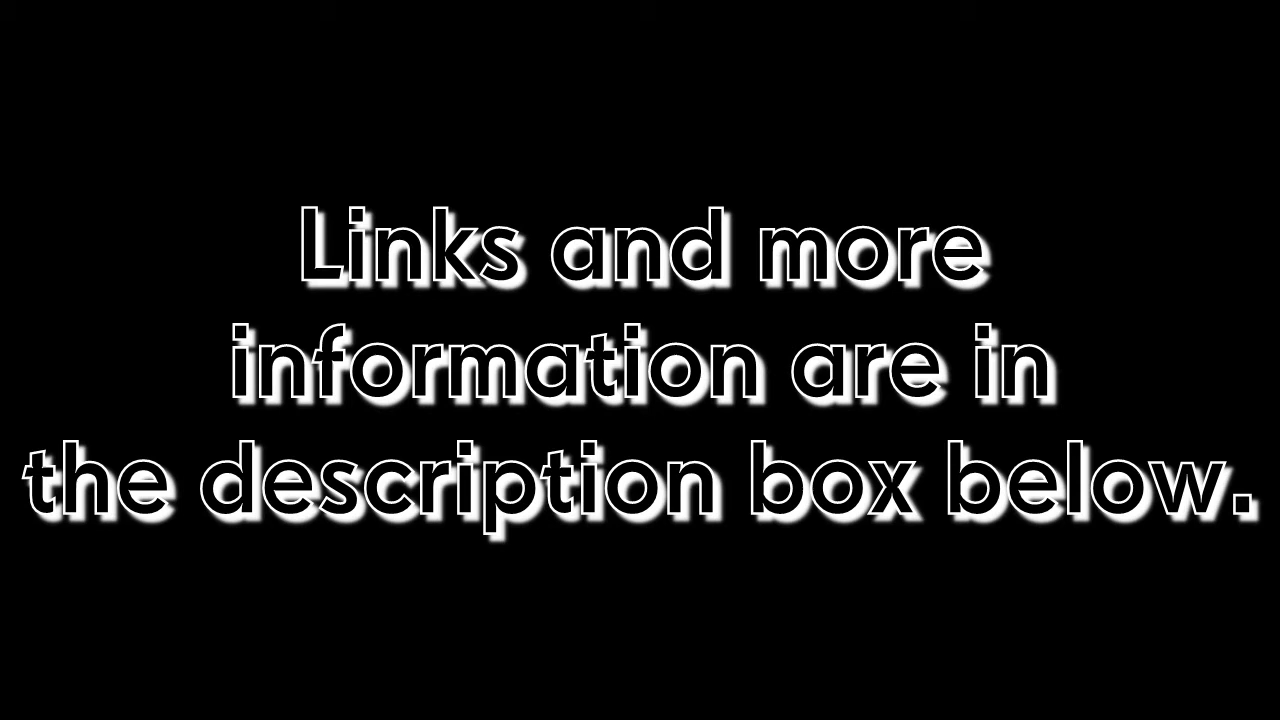 Links and more
information are in
the description box below.